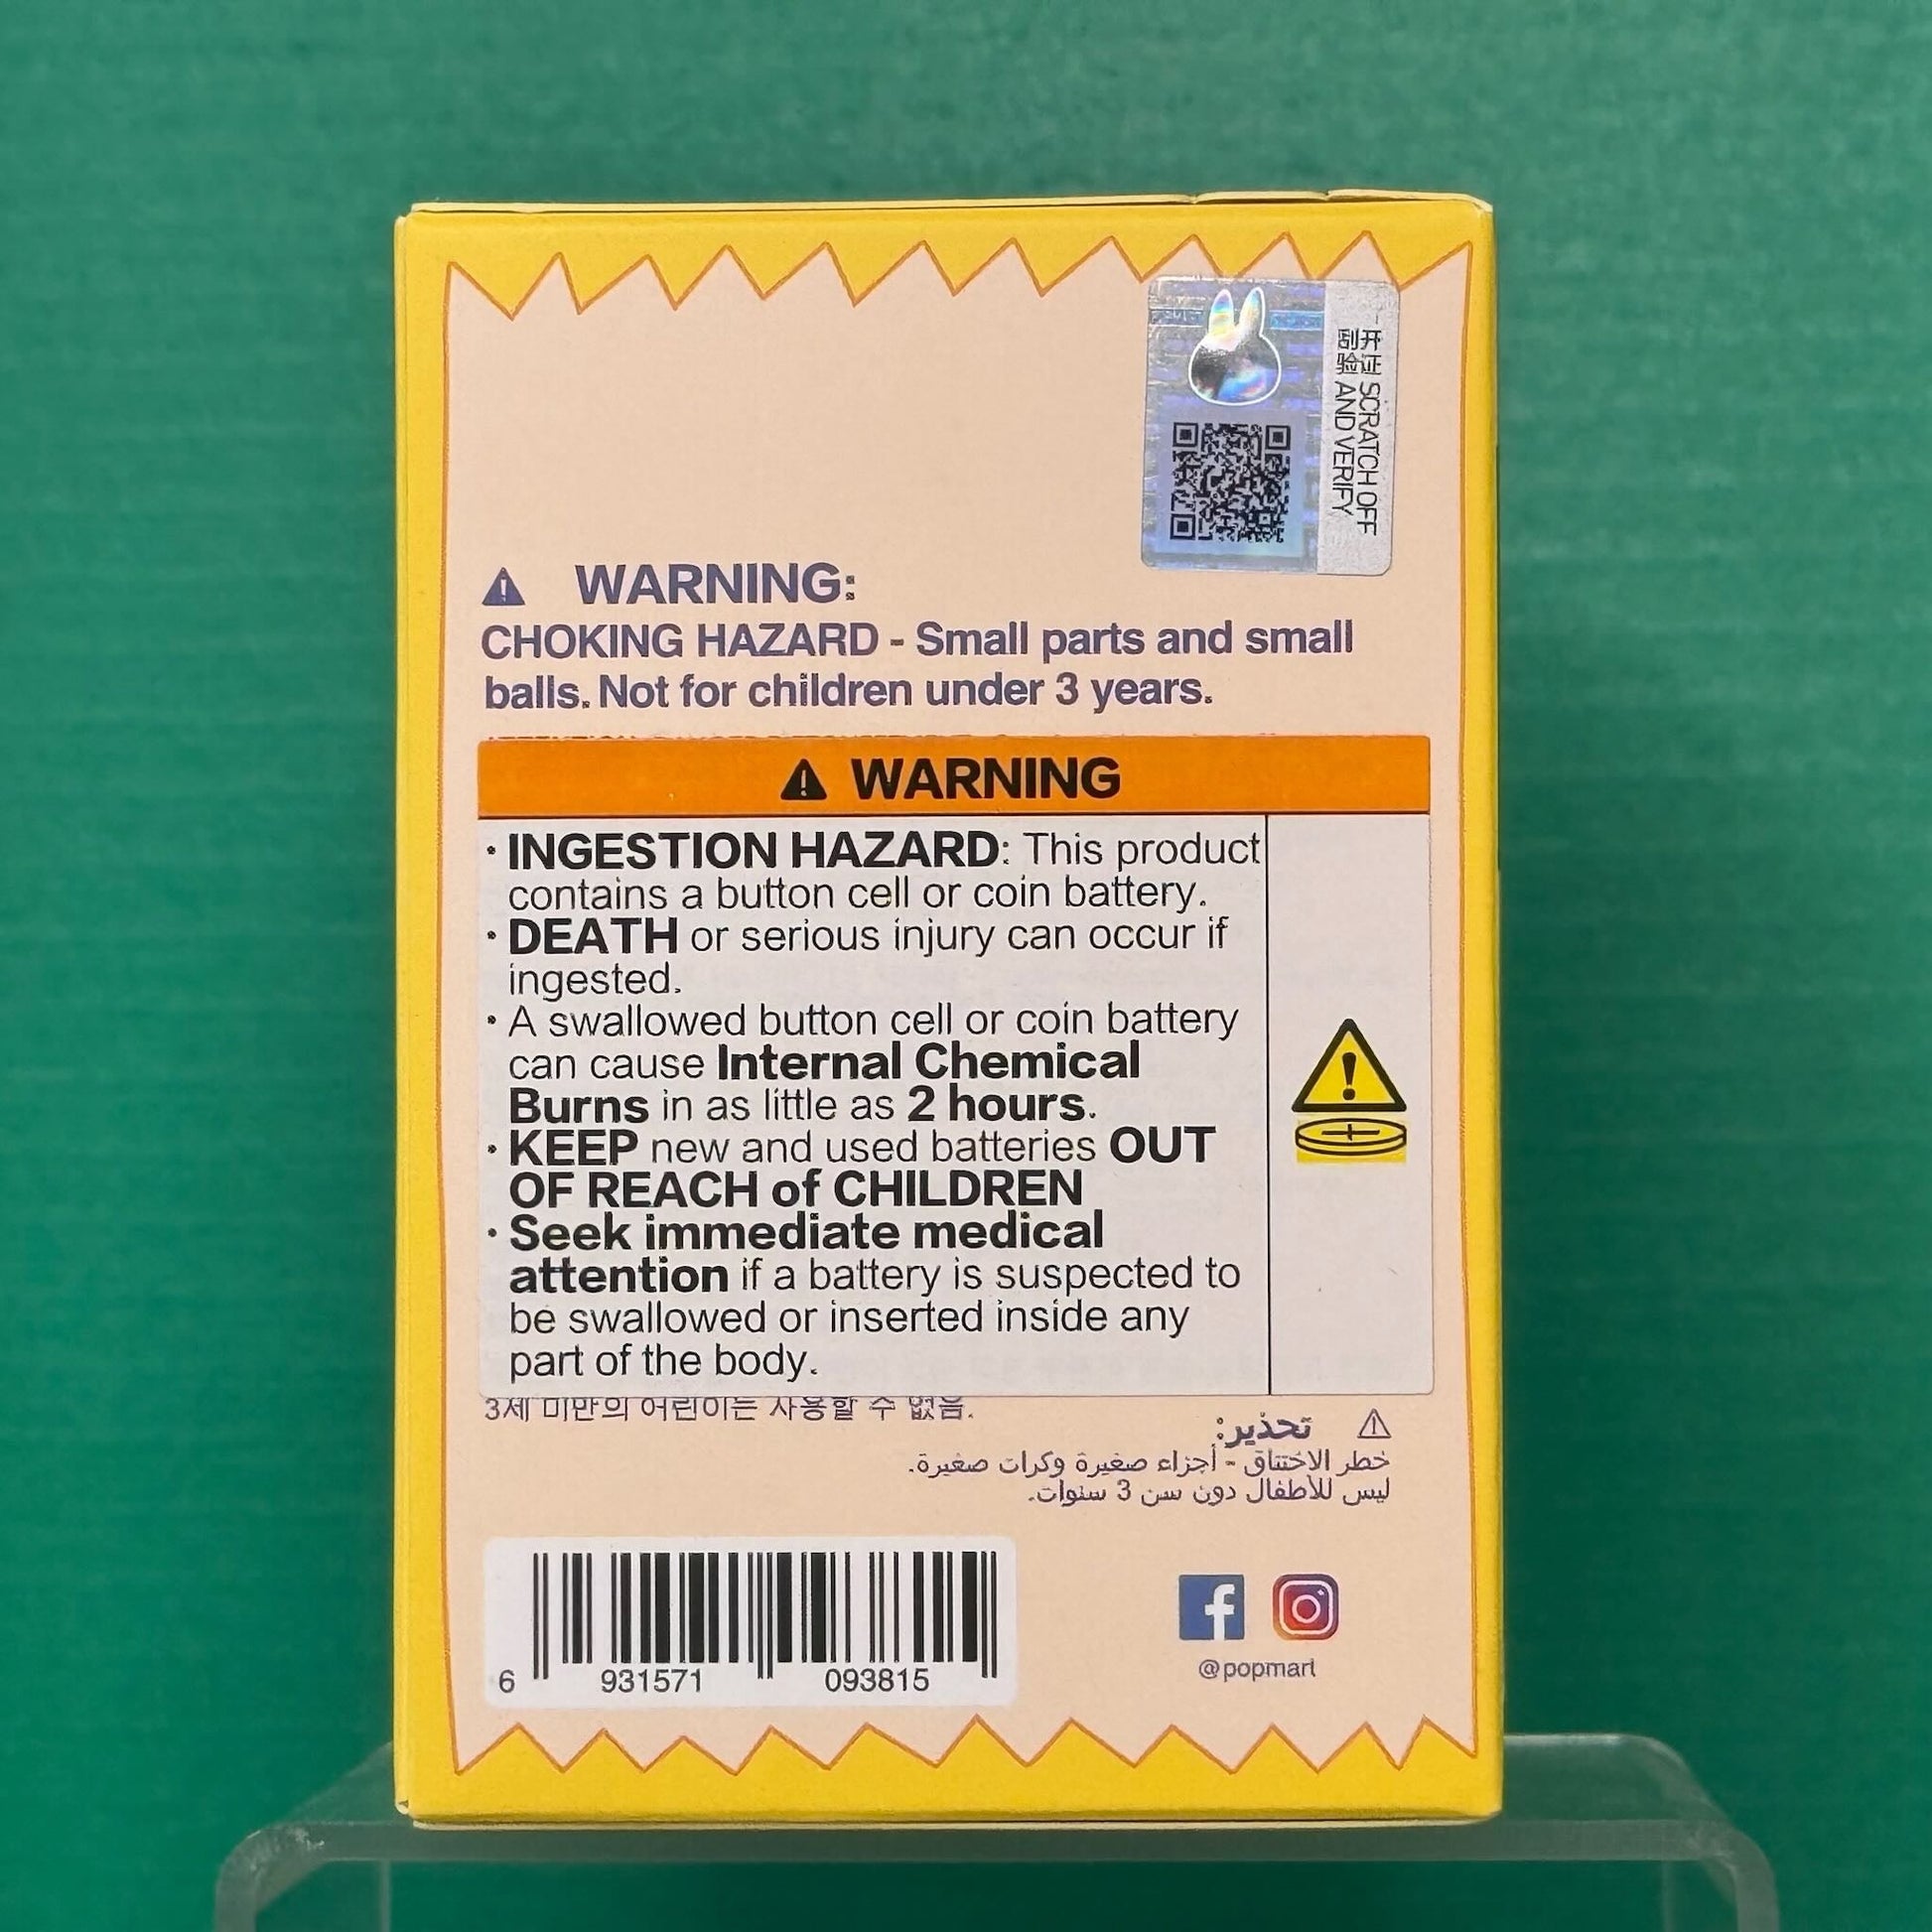 刮开
验证
SCRATCH OFF
AND VERIFY
⚠ WARNING:
CHOKING HAZARD - Small parts and small
balls. Not for children under 3 years.
⚠ WARNING
• INGESTION HAZARD: This product
contains a button cell or coin battery.
• DEATH or serious injury can occur if
ingested.
• A swallowed button cell or coin battery
can cause Internal Chemical
Burns in as little as 2 hours.
• KEEP new and used batteries OUT
OF REACH of CHILDREN
• Seek immediate medical
attention if a battery is suspected to
be swallowed or inserted inside any
part of the body.
3세 미만의 어린이는 사용할 수 없음.
⚠ تحذير:
خطر الاختناق - أجزاء صغيرة وكرات صغيرة.
ليس للأطفال دون سن 3 سنوات.
6 931571 093815
@popmart